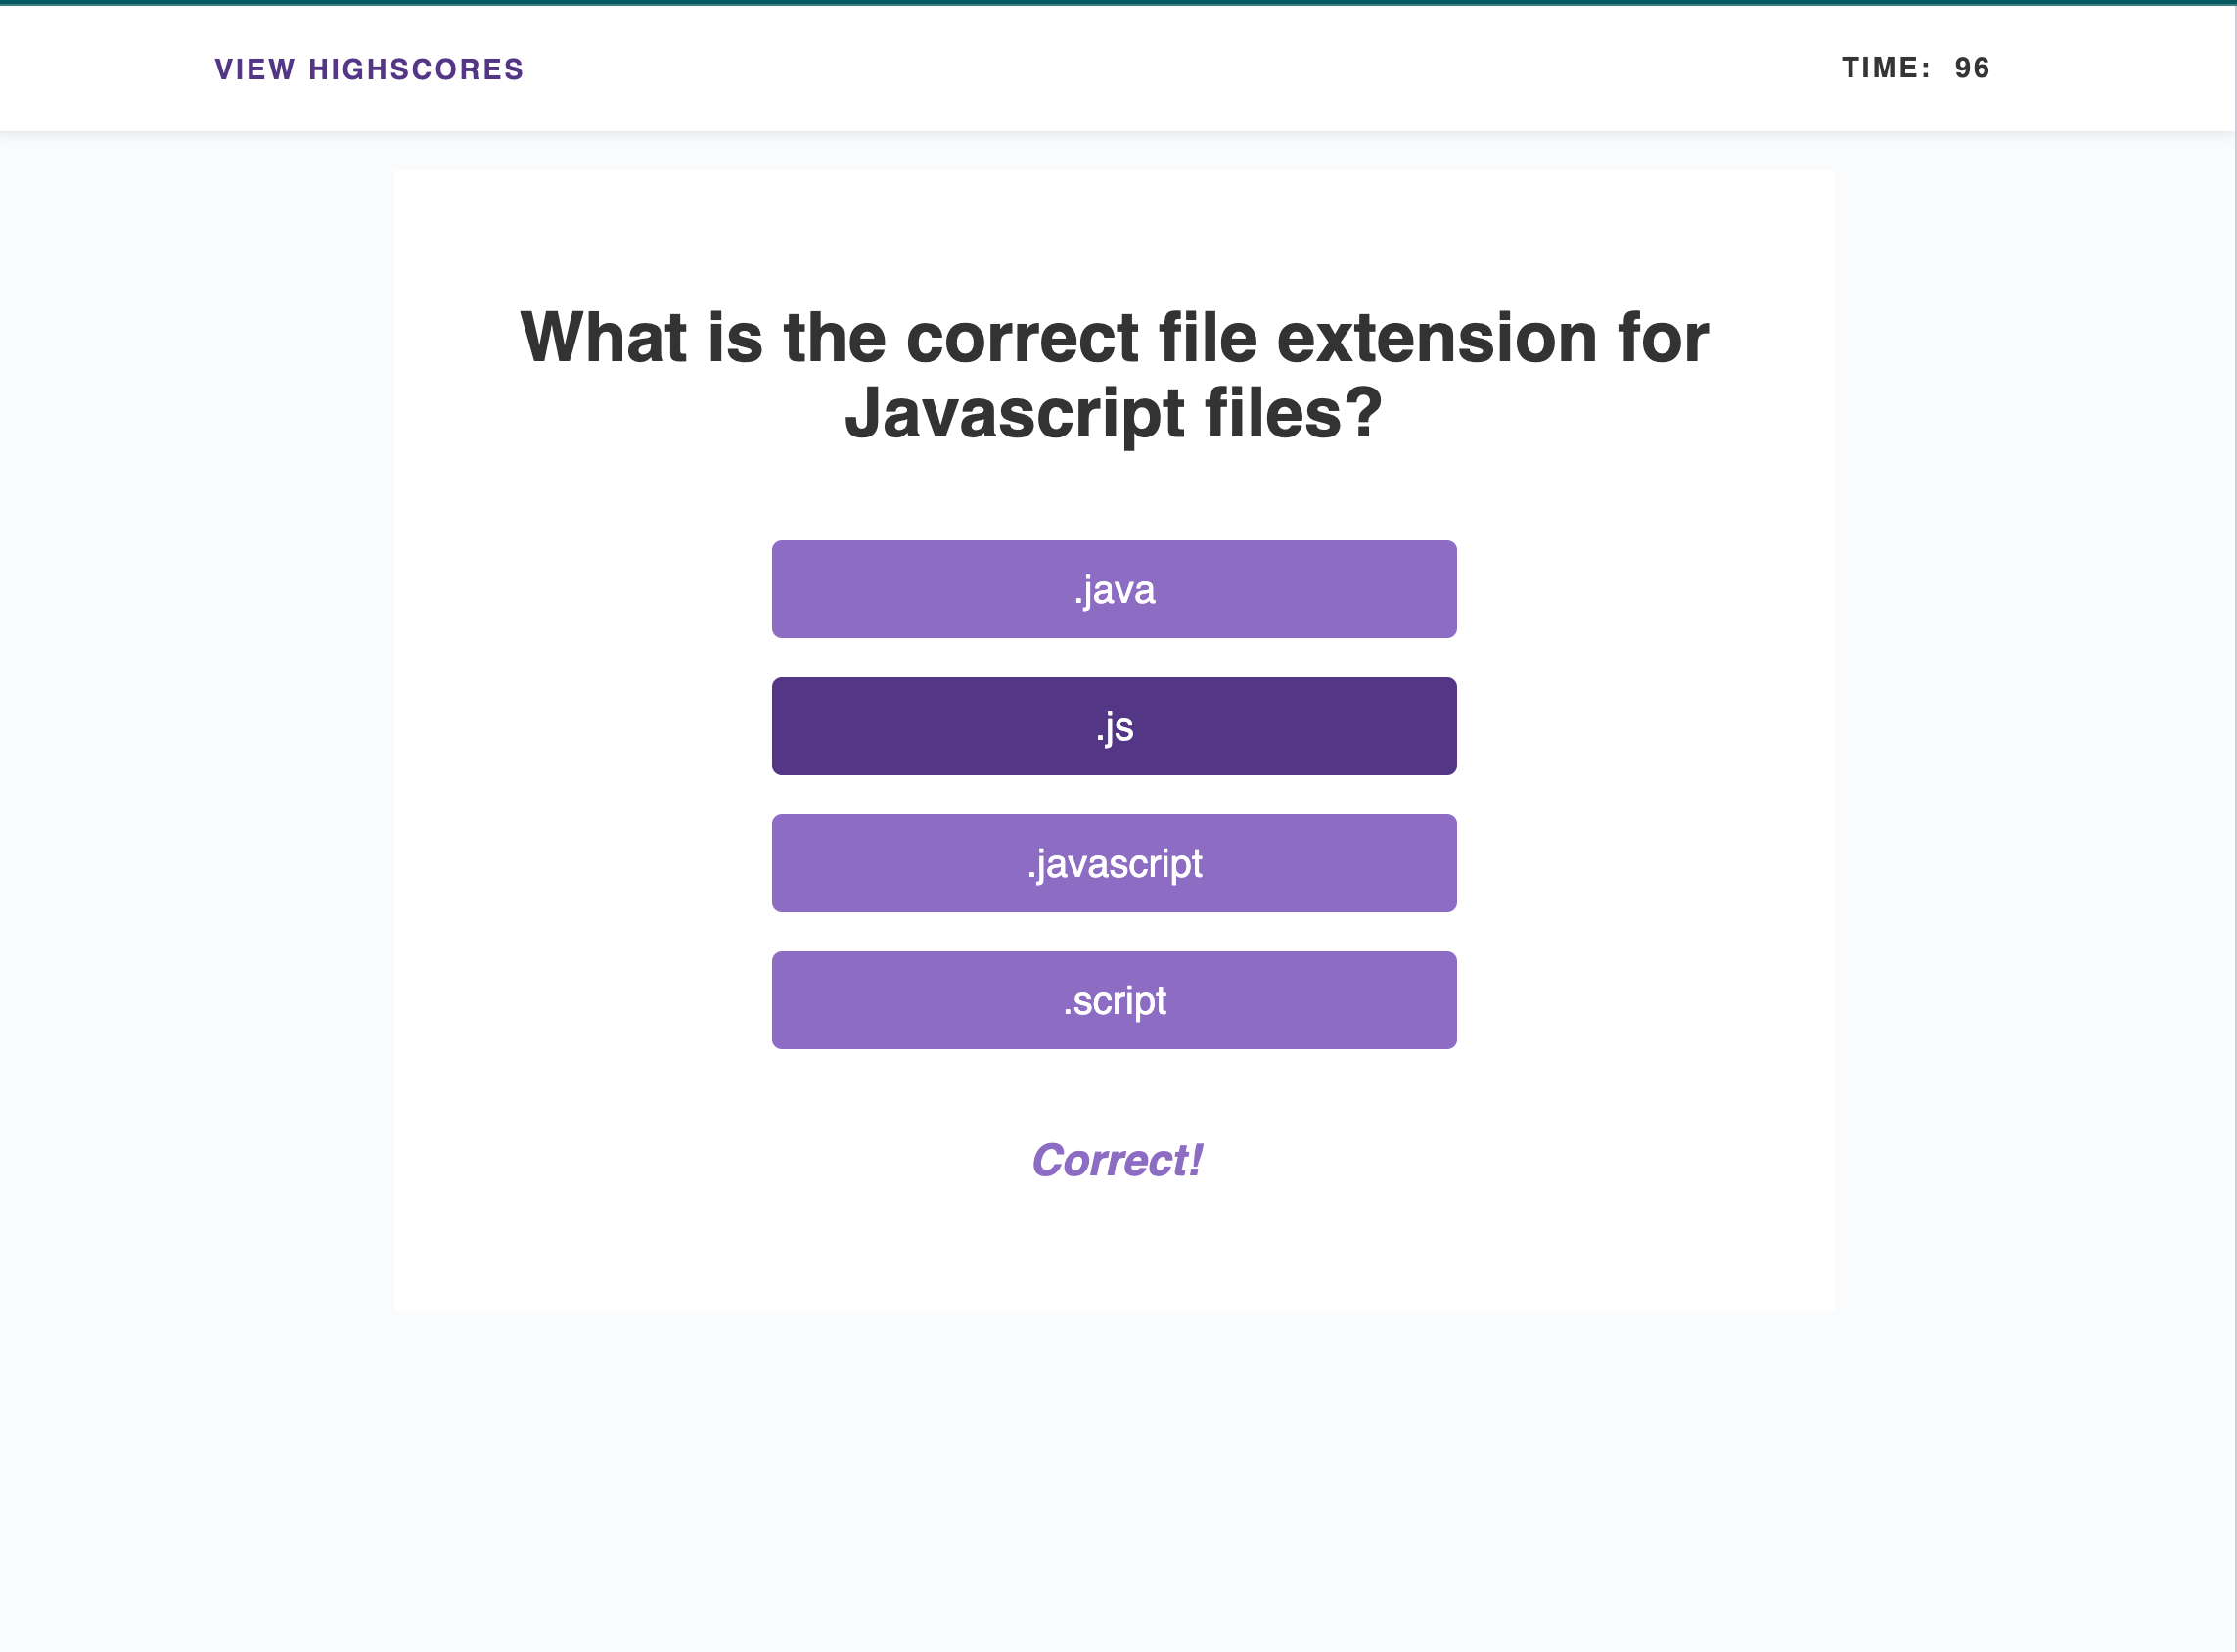 VIEW HIGHSCORES
TIME: 96
What is the correct file extension for
Javascript files?
.java
.js
.javascript
.script
Correct!